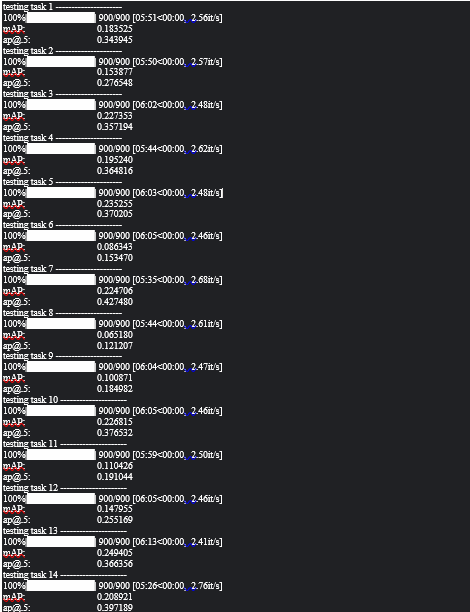 testing task 1 ---------------------
100%| 900/900 [05:51<00:00, 2.56it/s]
mAP: 0.183525
ap@.5: 0.343945
testing task 2 ---------------------
100%| 900/900 [05:50<00:00, 2.57it/s]
mAP: 0.153877
ap@.5: 0.276548
testing task 3 ---------------------
100%| 900/900 [06:02<00:00, 2.48it/s]
mAP: 0.227353
ap@.5: 0.357194
testing task 4 ---------------------
100%| 900/900 [05:44<00:00, 2.62it/s]
mAP: 0.195240
ap@.5: 0.364816
testing task 5 ---------------------
100%| 900/900 [06:03<00:00, 2.48it/s]
mAP: 0.235255
ap@.5: 0.370205
testing task 6 ---------------------
100%| 900/900 [06:05<00:00, 2.46it/s]
mAP: 0.086343
ap@.5: 0.153470
testing task 7 ---------------------
100%| 900/900 [05:35<00:00, 2.68it/s]
mAP: 0.224706
ap@.5: 0.427480
testing task 8 ---------------------
100%| 900/900 [05:44<00:00, 2.61it/s]
mAP: 0.065180
ap@.5: 0.121207
testing task 9 ---------------------
100%| 900/900 [06:04<00:00, 2.47it/s]
mAP: 0.100871
ap@.5: 0.184982
testing task 10 ---------------------
100%| 900/900 [06:05<00:00, 2.46it/s]
mAP: 0.226815
ap@.5: 0.376532
testing task 11 ---------------------
100%| 900/900 [05:59<00:00, 2.50it/s]
mAP: 0.110426
ap@.5: 0.191044
testing task 12 ---------------------
100%| 900/900 [06:05<00:00, 2.46it/s]
mAP: 0.147955
ap@.5: 0.255169
testing task 13 ---------------------
100%| 900/900 [06:13<00:00, 2.41it/s]
mAP: 0.249405
ap@.5: 0.366356
testing task 14 ---------------------
100%| 900/900 [05:26<00:00, 2.76it/s]
mAP: 0.208921
ap@.5: 0.397189